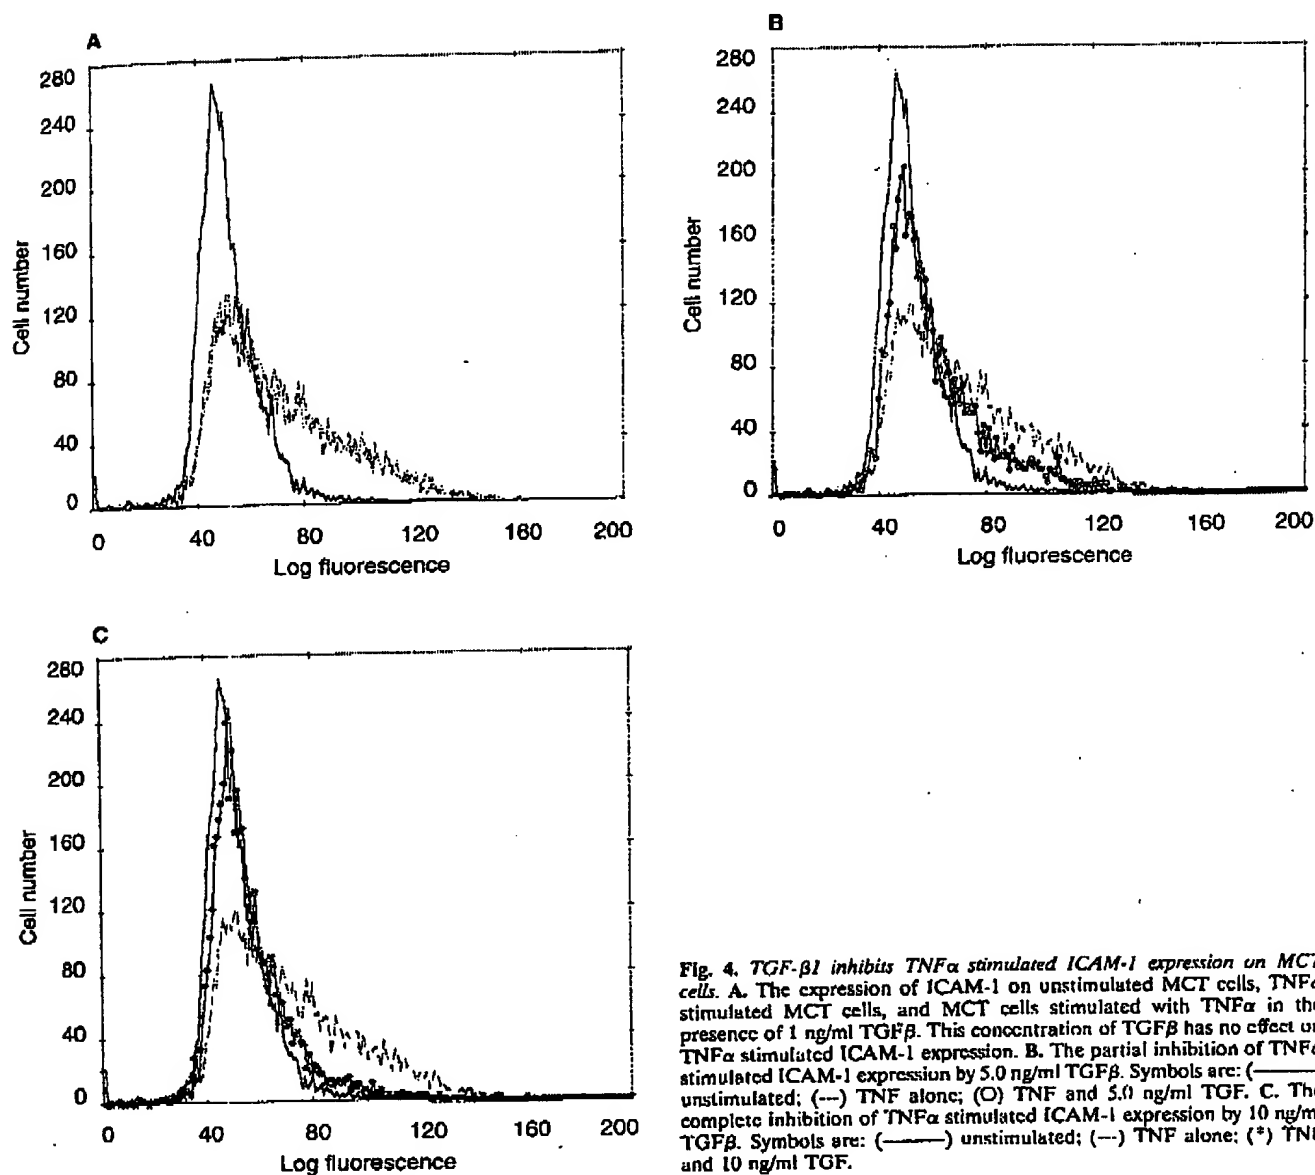 A
280
240
200
160
120
80
40
0
Cell number
0 40 80 120 160 200
Log fluorescence
B
280
240
200
160
120
80
40
0
Cell number
0 40 80 120 160 200
Log fluorescence
C
280
240
200
160
120
80
40
0
Cell number
0 40 80 120 160 200
Log fluorescence
Fig. 4. TGF-β1 inhibits TNFα stimulated ICAM-1 expression on MCT
cells. A. The expression of ICAM-1 on unstimulated MCT cells, TNFα
stimulated MCT cells, and MCT cells stimulated with TNFα in the
presence of 1 ng/ml TGFβ. This concentration of TGFβ has no effect on
TNFα stimulated ICAM-1 expression. B. The partial inhibition of TNFα
stimulated ICAM-1 expression by 5.0 ng/ml TGFβ. Symbols are: (———
unstimulated; (---) TNF alone; (O) TNF and 5.0 ng/ml TGF. C. The
complete inhibition of TNFα stimulated ICAM-1 expression by 10 ng/ml
TGFβ. Symbols are: (———) unstimulated; (---) TNF alone; (*) TNF
and 10 ng/ml TGF.